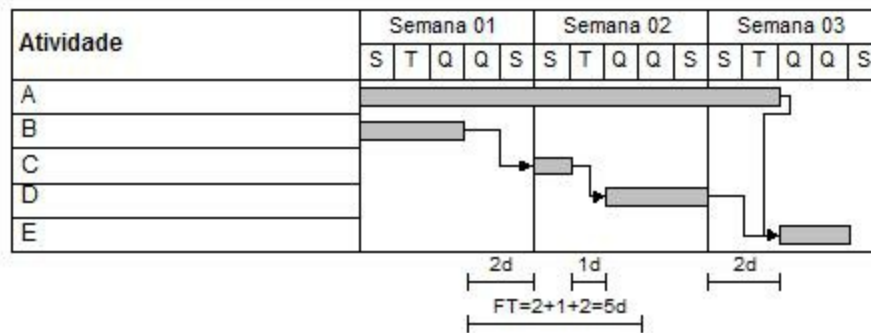 Atividade
Semana 01 Semana 02 Semana 03
S T Q Q S S T Q Q S S T Q Q S
A
B
C
D
E
2d 1d 2d
FT=2+1+2=5d